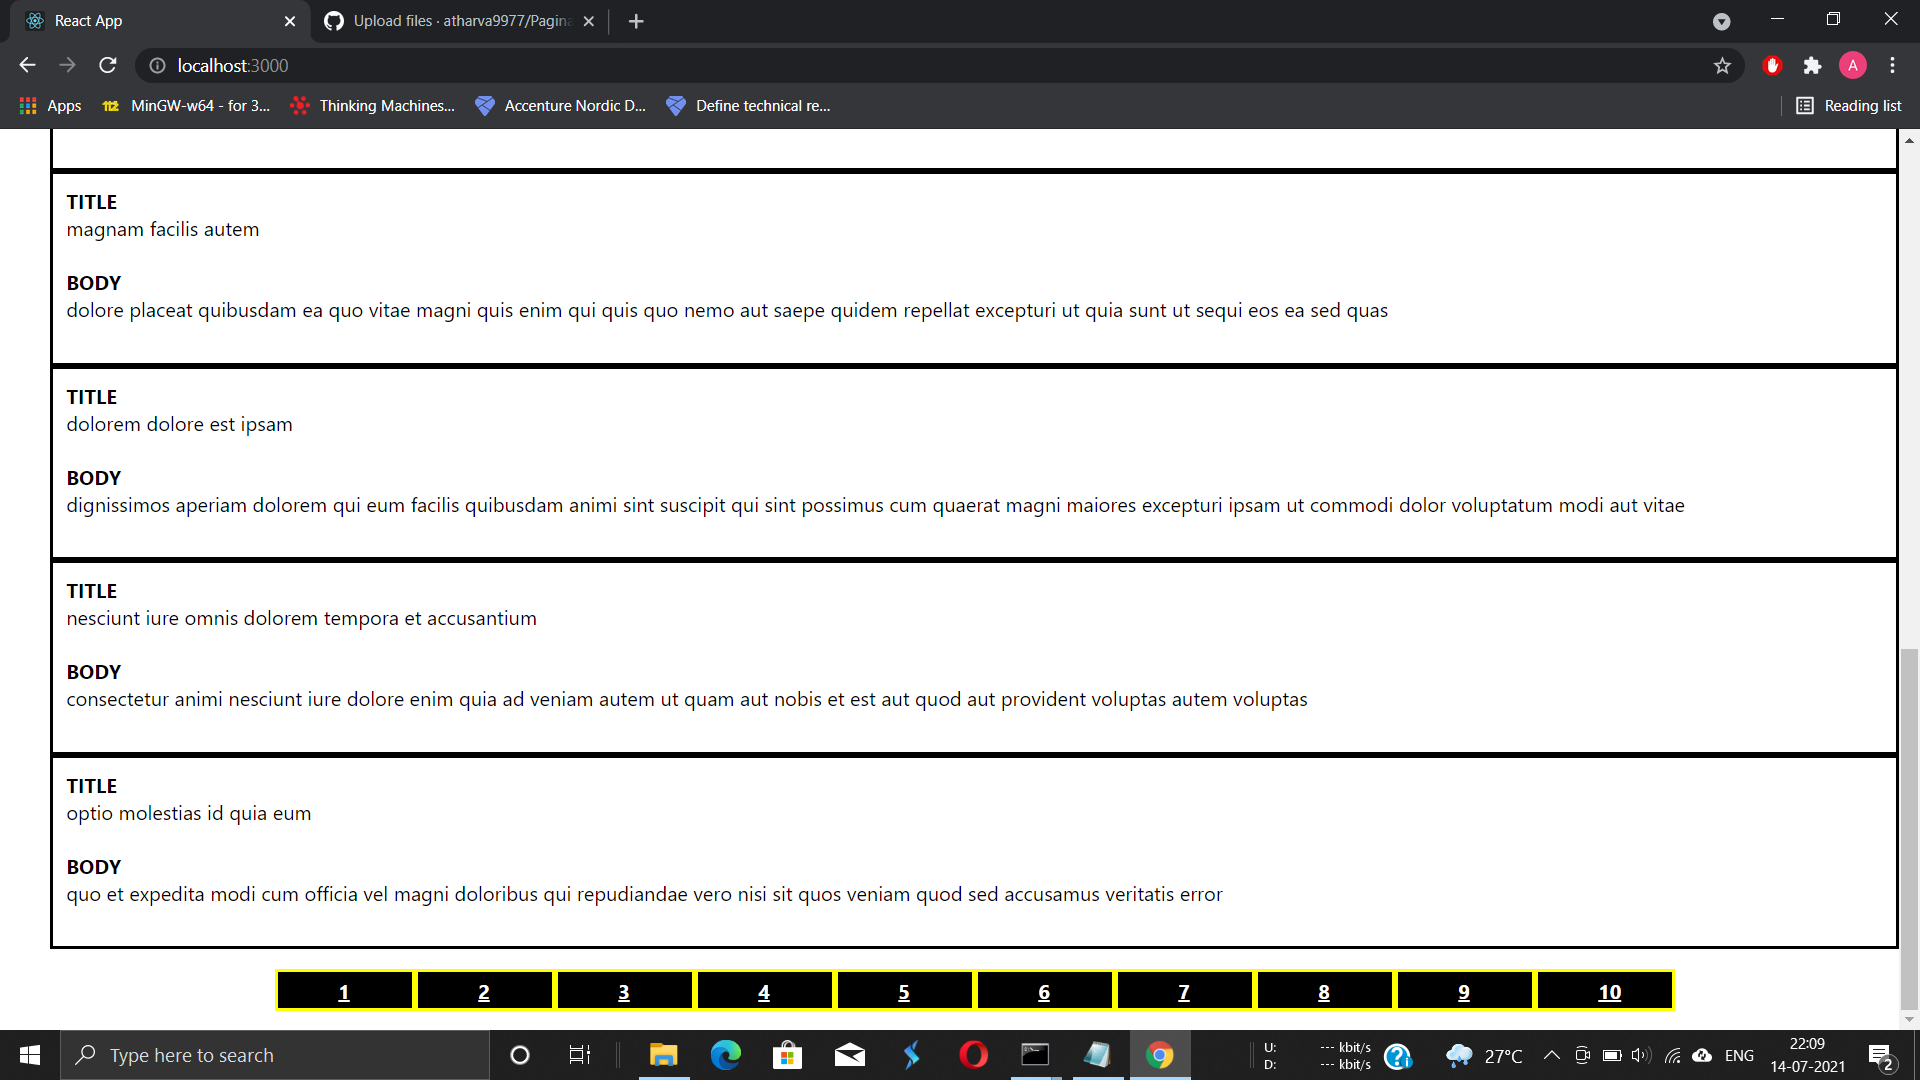 React App
Upload files · atharva9977/Pagina
localhost:3000
A
Apps
MinGW-w64 - for 3...
Thinking Machines...
Accenture Nordic D...
Define technical re...
Reading list
TITLE
magnam facilis autem
BODY
dolore placeat quibusdam ea quo vitae magni quis enim qui quis quo nemo aut saepe quidem repellat excepturi ut quia sunt ut sequi eos ea sed quas
TITLE
dolorem dolore est ipsam
BODY
dignissimos aperiam dolorem qui eum facilis quibusdam animi sint suscipit qui sint possimus cum quaerat magni maiores excepturi ipsam ut commodi dolor voluptatum modi aut vitae
TITLE
nesciunt iure omnis dolorem tempora et accusantium
BODY
consectetur animi nesciunt iure dolore enim quia ad veniam autem ut quam aut nobis et est aut quod aut provident voluptas autem voluptas
TITLE
optio molestias id quia eum
BODY
quo et expedita modi cum officia vel magni doloribus qui repudiandae vero nisi sit quos veniam quod sed accusamus veritatis error
1 2 3 4 5 6 7 8 9 10
Type here to search
U: --- kbit/s
D: --- kbit/s
27°C
ENG
22:09
14-07-2021
2